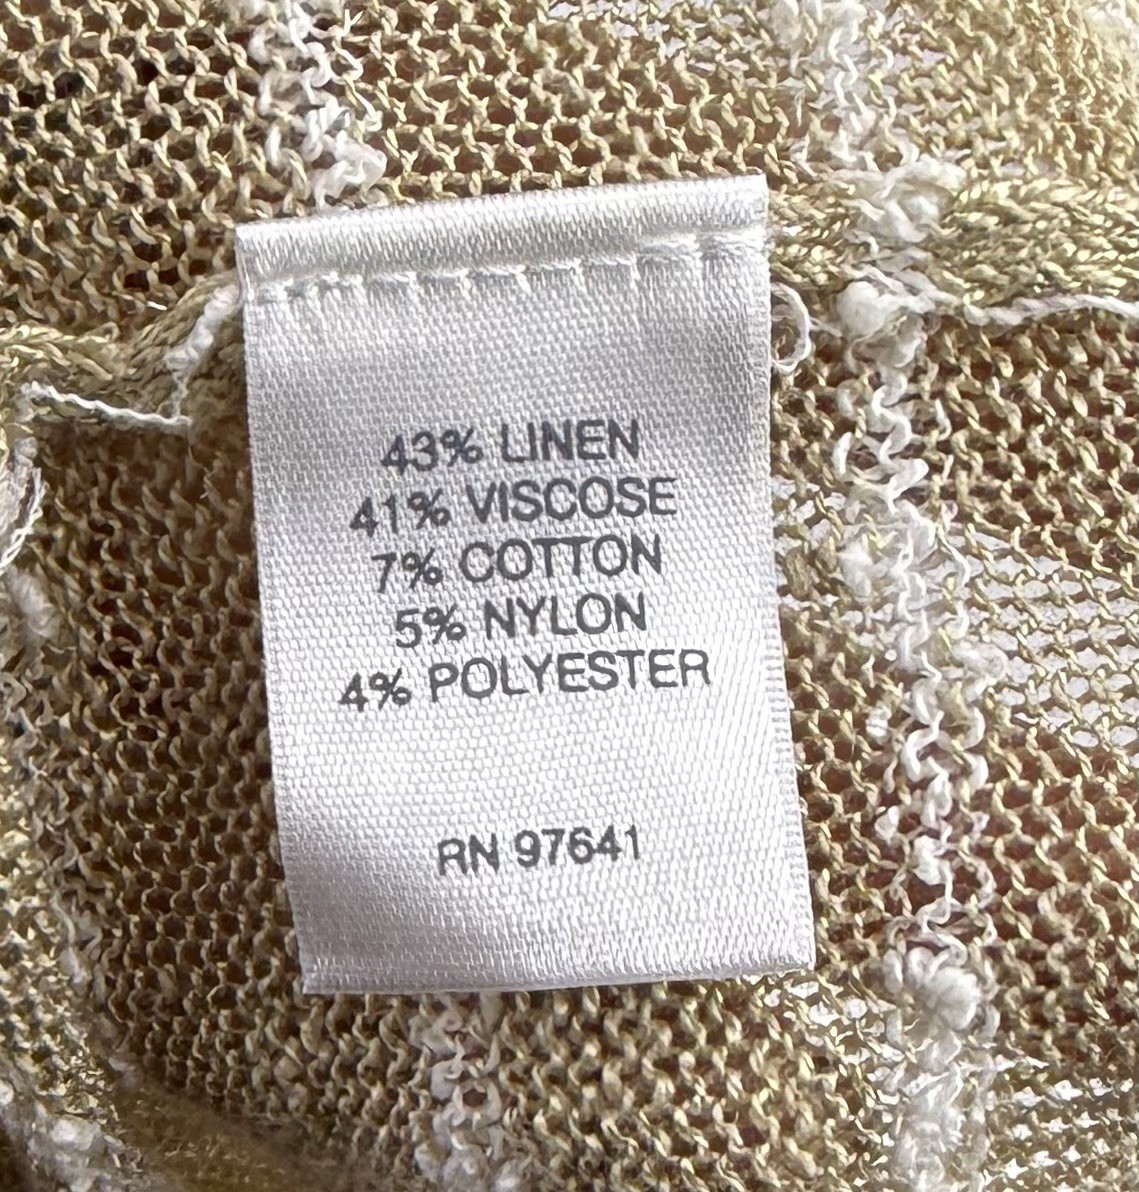 43% LINEN
41% VISCOSE
7% COTTON
5% NYLON
4% POLYESTER
RN 97641